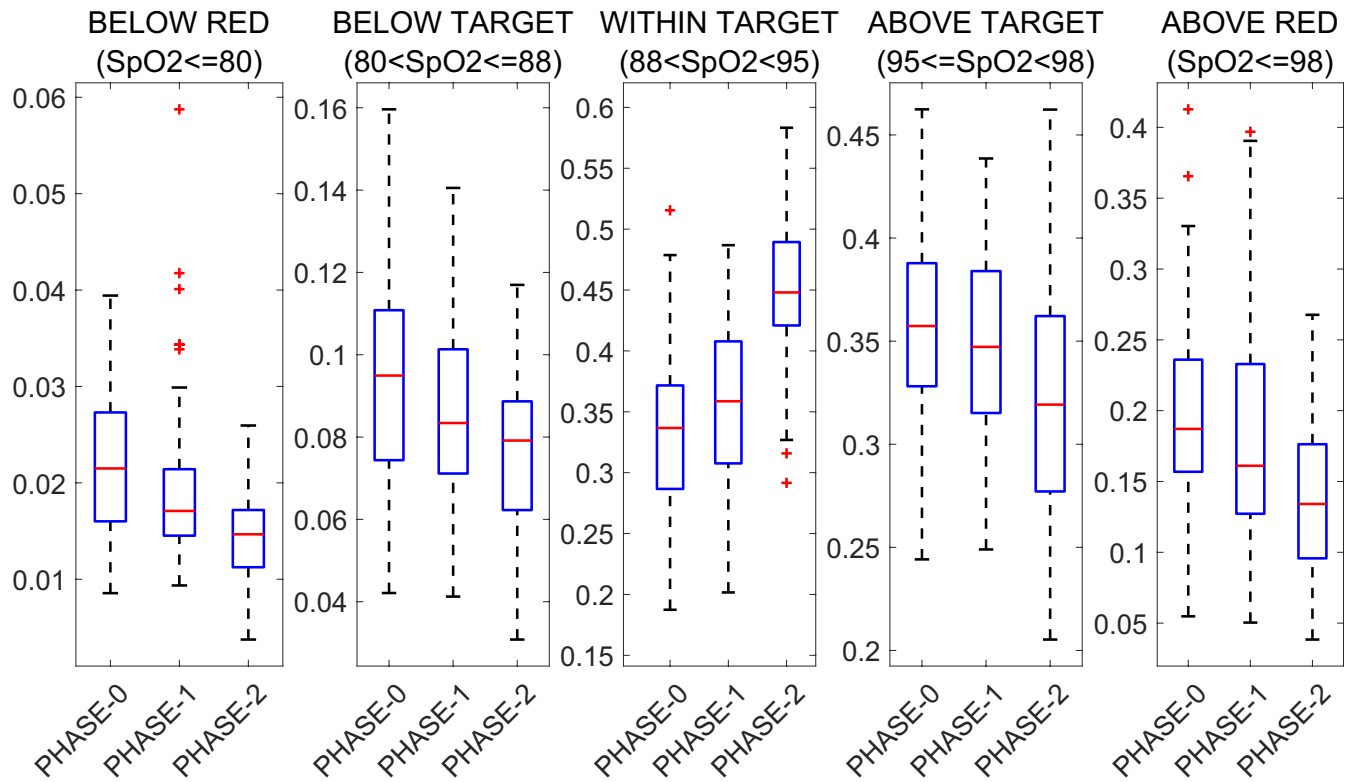 BELOW RED
(SpO2<=80)
0.06
0.05
0.04
0.03
0.02
0.01
PHASE-0
PHASE-1
PHASE-2
BELOW TARGET
(80<SpO2<=88)
0.16
0.14
0.12
0.1
0.08
0.06
0.04
PHASE-0
PHASE-1
PHASE-2
WITHIN TARGET
(88<SpO2<95)
0.6
0.55
0.5
0.45
0.4
0.35
0.3
0.25
0.2
0.15
PHASE-0
PHASE-1
PHASE-2
ABOVE TARGET
(95<=SpO2<98)
0.45
0.4
0.35
0.3
0.25
0.2
PHASE-0
PHASE-1
PHASE-2
ABOVE RED
(SpO2<=98)
0.4
0.35
0.3
0.25
0.2
0.15
0.1
0.05
PHASE-0
PHASE-1
PHASE-2